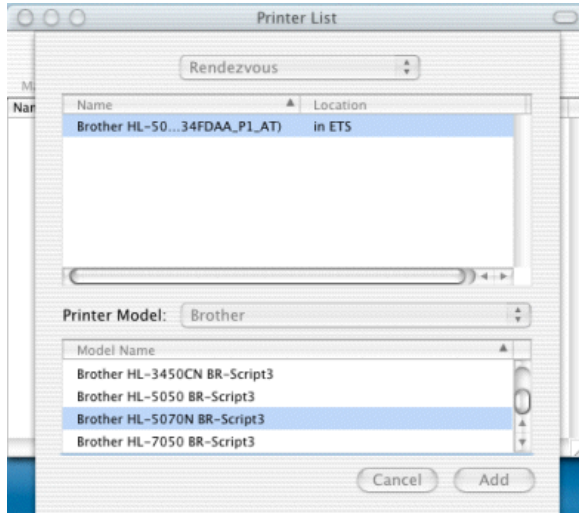 Printer List
Rendezvous
Ma
Nar
Name Location
Brother HL-50...34FDAA_P1_AT) in ETS
Printer Model: Brother
Model Name
Brother HL-3450CN BR-Script3
Brother HL-5050 BR-Script3
Brother HL-5070N BR-Script3
Brother HL-7050 BR-Script3
Cancel Add